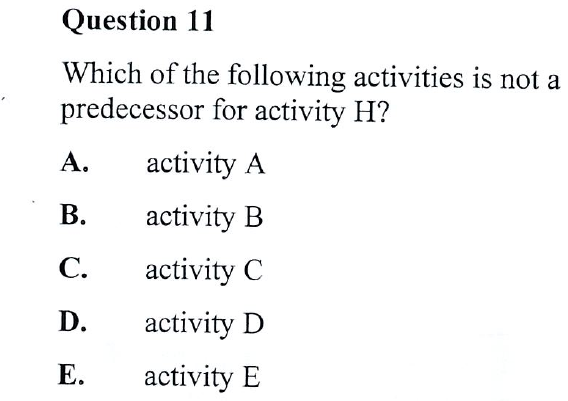 Question 11
Which of the following activities is not a
predecessor for activity H?
A. activity A
B. activity B
C. activity C
D. activity D
E. activity E